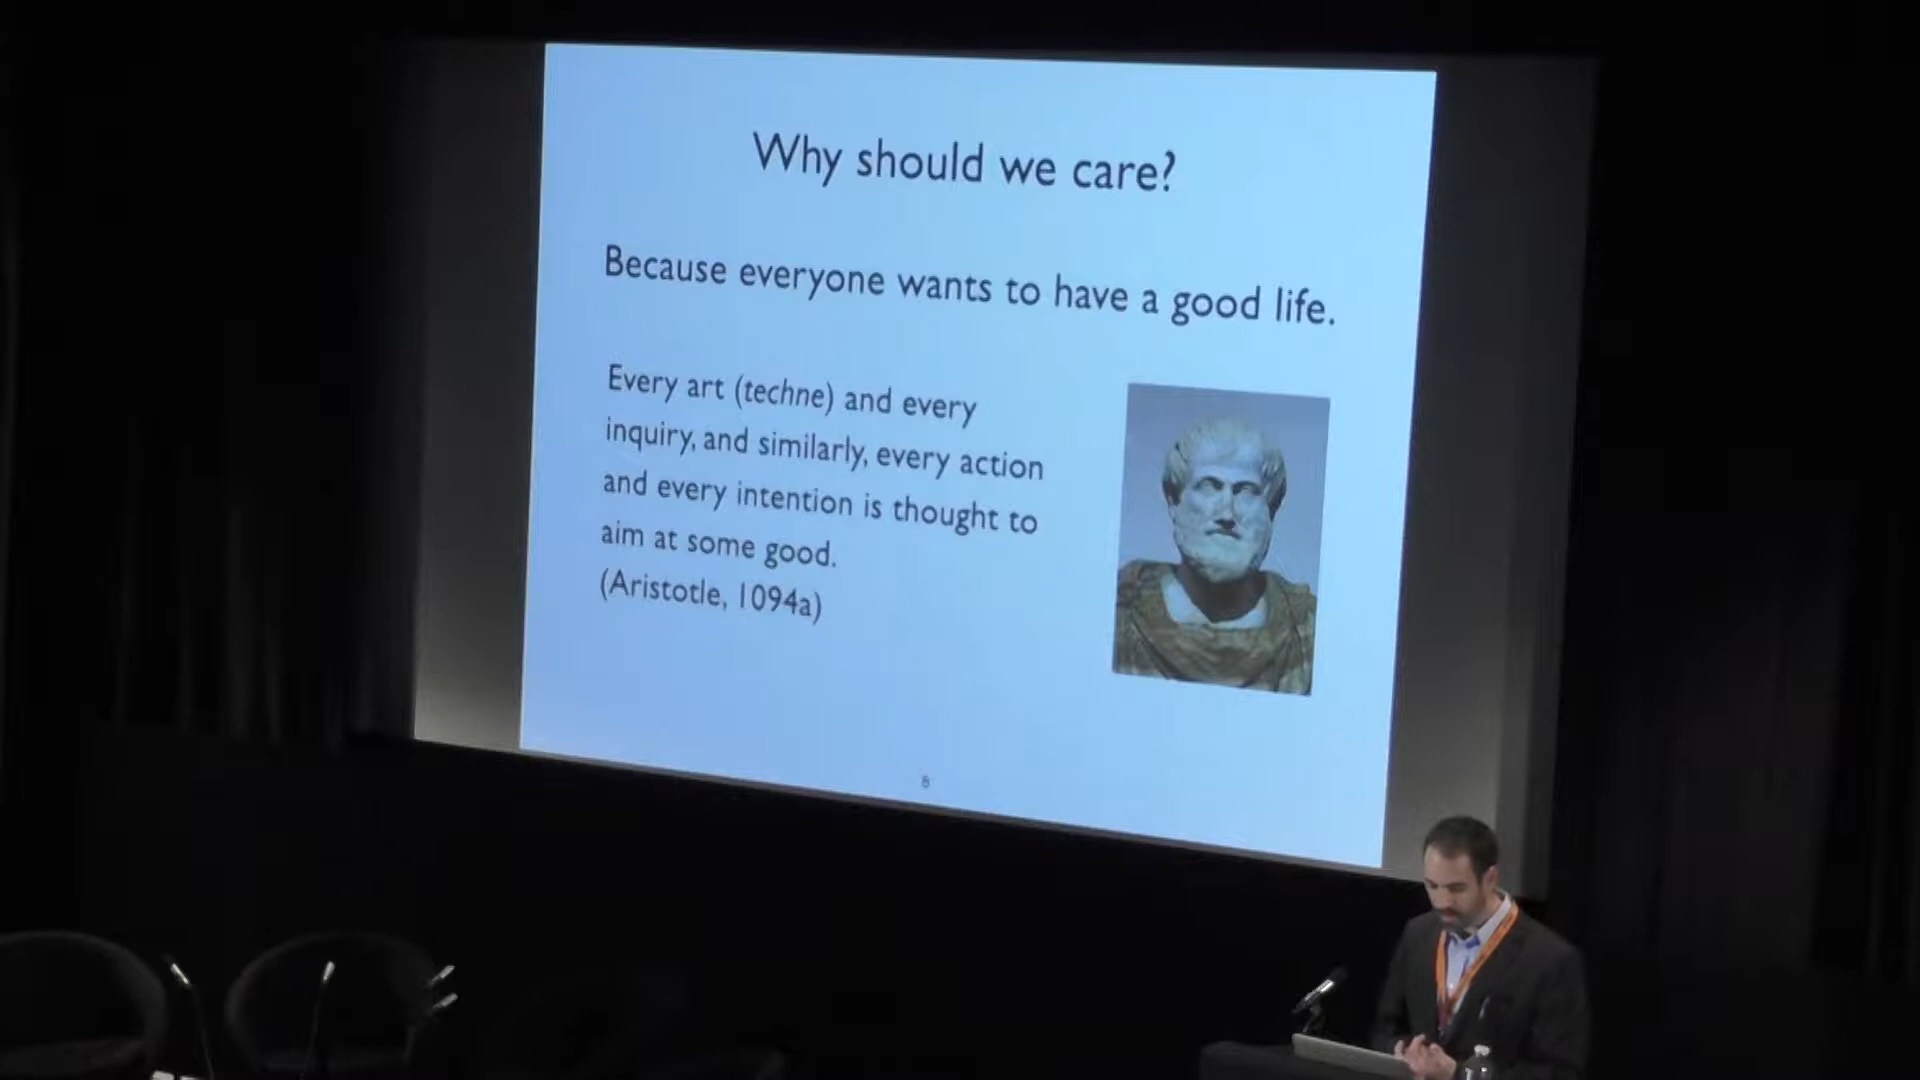 Why should we care?
Because everyone wants to have a good life.
Every art (techne) and every
inquiry, and similarly, every action
and every intention is thought to
aim at some good.
(Aristotle, 1094a)
8